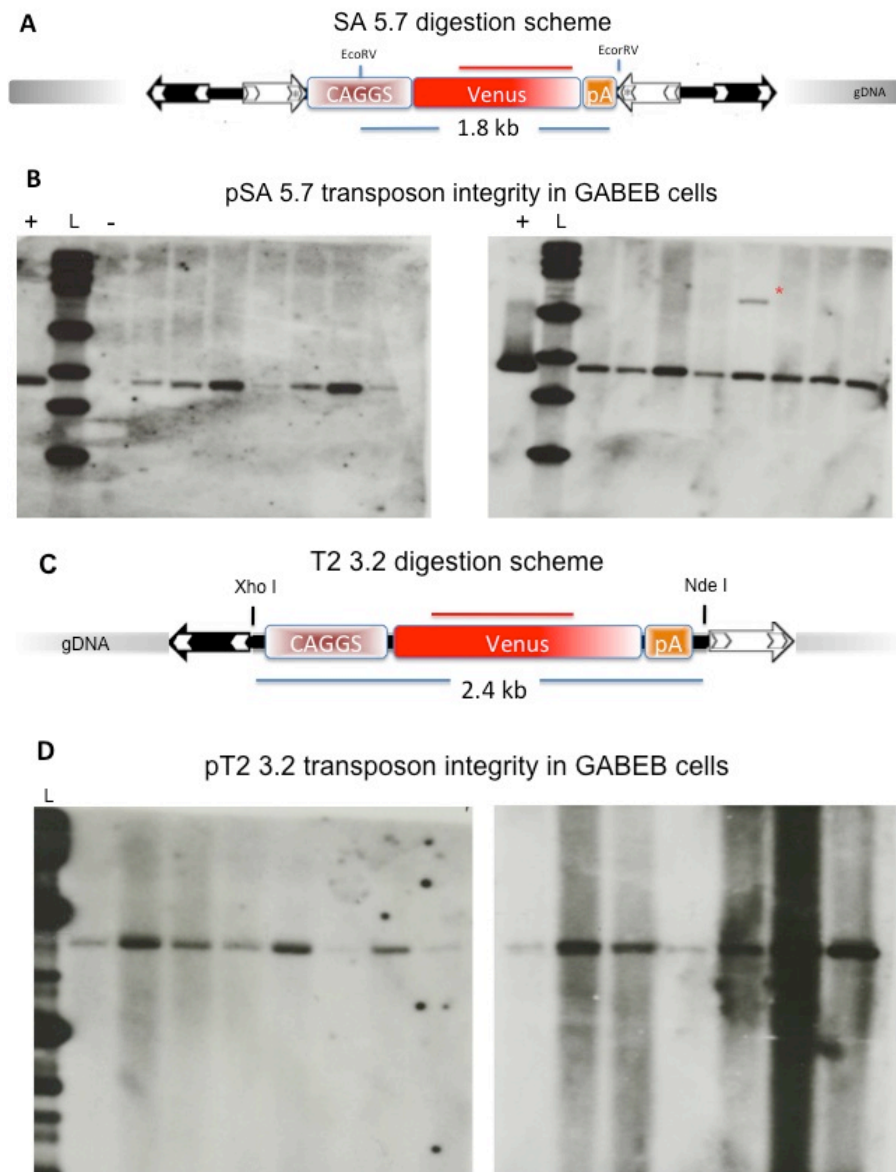 A
SA 5.7 digestion scheme
EcoRV EcorRV
CAGGS Venus pA gDNA
1.8 kb
B
pSA 5.7 transposon integrity in GABEB cells
+ L - + L
*
C
T2 3.2 digestion scheme
Xho I Nde I
gDNA CAGGS Venus pA
2.4 kb
D
pT2 3.2 transposon integrity in GABEB cells
L